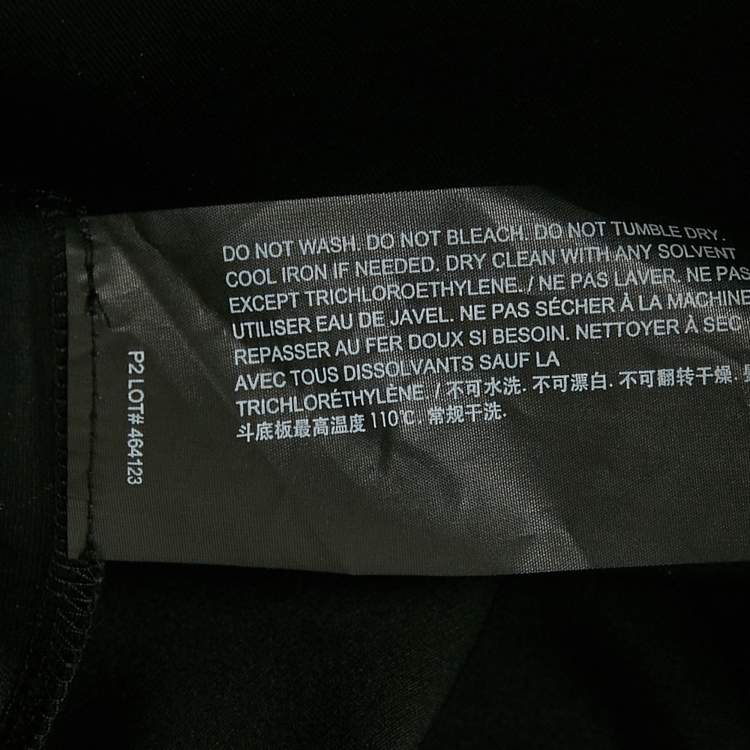 DO NOT WASH. DO NOT BLEACH. DO NOT TUMBLE DRY.
COOL IRON IF NEEDED. DRY CLEAN WITH ANY SOLVENT
EXCEPT TRICHLOROETHYLENE. / NE PAS LAVER. NE PAS
UTILISER EAU DE JAVEL. NE PAS SÉCHER À LA MACHINE
REPASSER AU FER DOUX SI BESOIN. NETTOYER À SEC
AVEC TOUS DISSOLVANTS SAUF LA
TRICHLORÉTHYLÈNE. / 不可水洗. 不可漂白. 不可翻转干燥.
斗底板最高温度110℃. 常规干洗.
P2 LOT# 464123